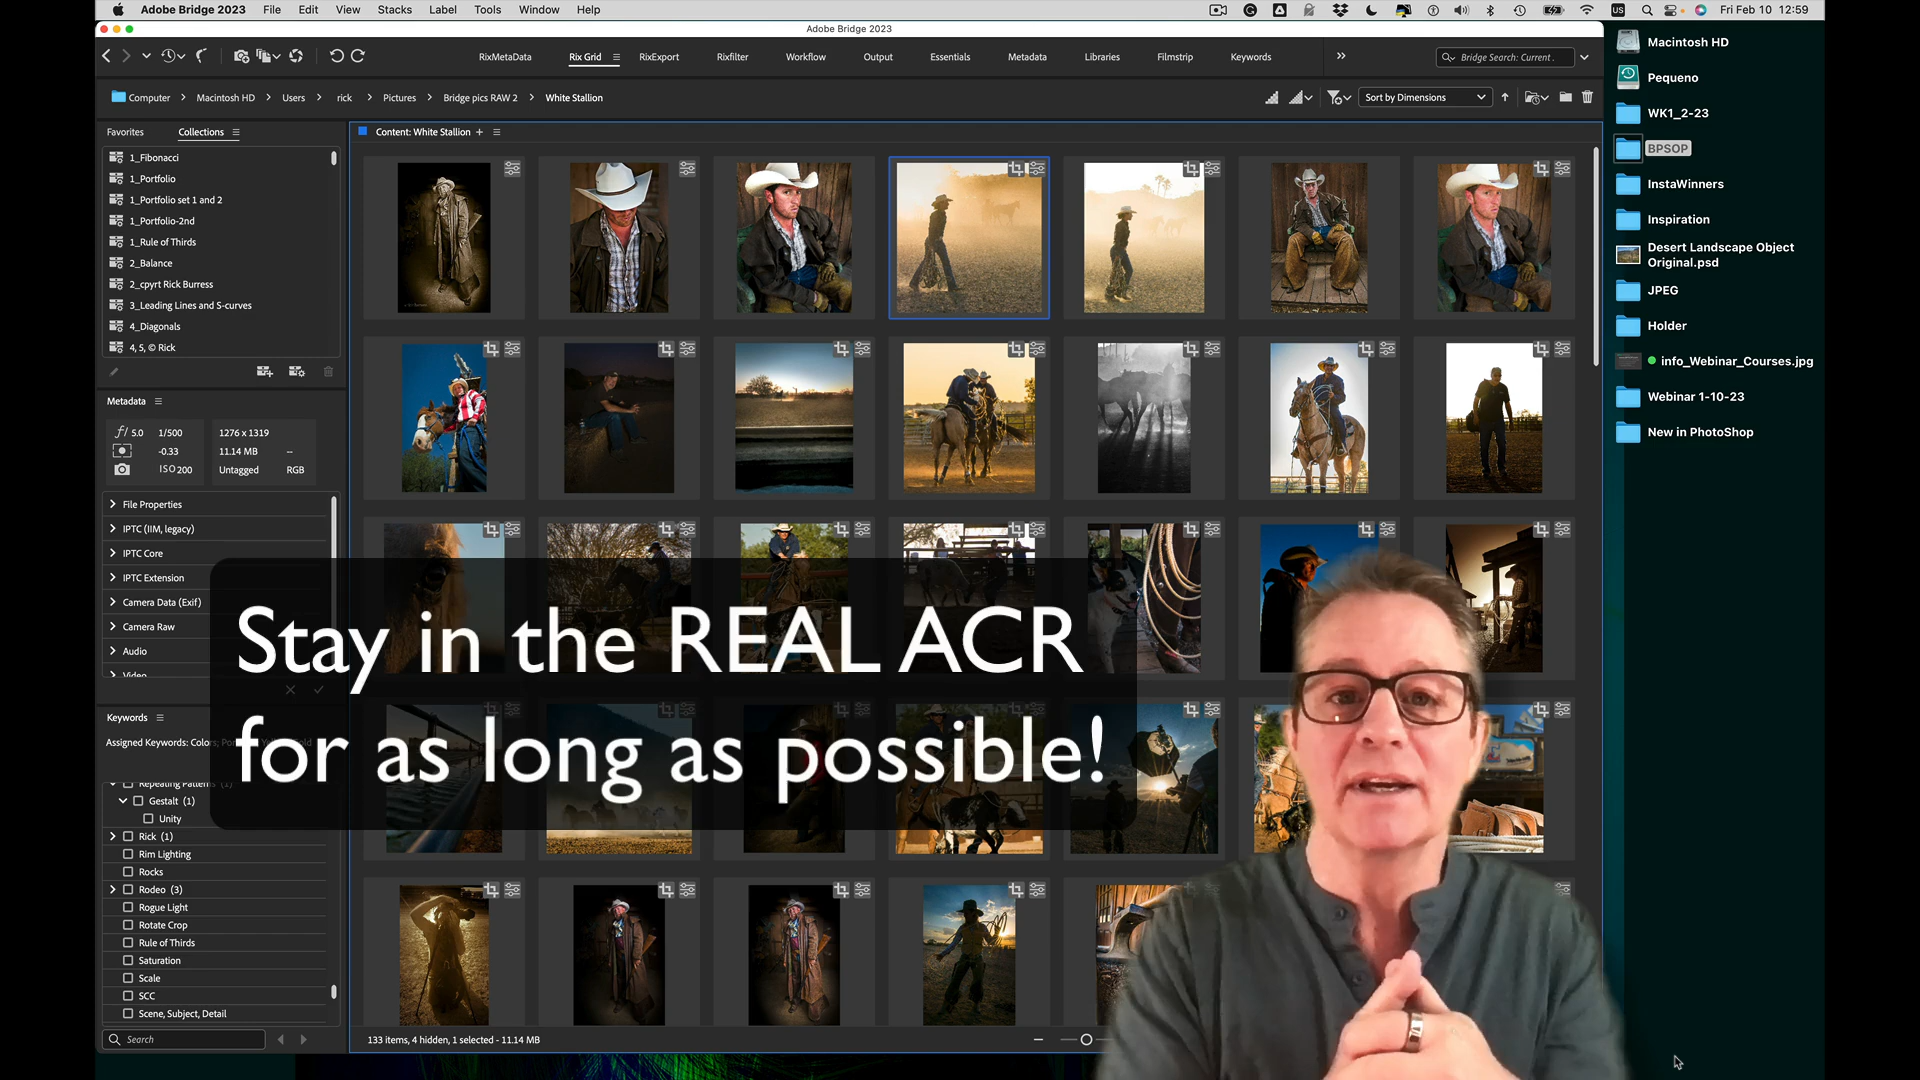 Adobe Bridge 2023 File Edit View Stacks Label Tools Window Help US Fri Feb 10 12:59
Adobe Bridge 2023
RixMetaData Rix Grid RixExport Rixfilter Workflow Output Essentials Metadata Libraries Filmstrip Keywords Bridge Search: Current .
Computer Macintosh HD Users rick Pictures Bridge pics RAW 2 White Stallion Sort by Dimensions
Favorites Collections
1_Fibonacci
1_Portfolio
1_Portfolio set 1 and 2
1_Portfolio-2nd
1_Rule of Thirds
2_Balance
2_cpyrt Rick Burress
3_Leading Lines and S-curves
4_Diagonals
4, 5, © Rick
Metadata
f/ 5.0 1/500 1276 x 1319
-0.33 11.14 MB --
ISO 200 Untagged RGB
File Properties
IPTC (IIM, legacy)
IPTC Core
IPTC Extension
Camera Data (Exif)
Camera Raw
Audio
Video
Keywords
Assigned Keywords:
Repeating Patterns (1)
Gestalt (1)
Unity
Rick (1)
Rim Lighting
Rocks
Rodeo (3)
Rogue Light
Rotate Crop
Rule of Thirds
Saturation
Scale
SCC
Scene, Subject, Detail
Search
Content: White Stallion
133 items, 4 hidden, 1 selected - 11.14 MB
Stay in the REAL ACR
for as long as possible!
Macintosh HD
Pequeno
WK1_2-23
BPSOP
InstaWinners
Inspiration
Desert Landscape Object
Original.psd
JPEG
Holder
info_Webinar_Courses.jpg
Webinar 1-10-23
New in PhotoShop